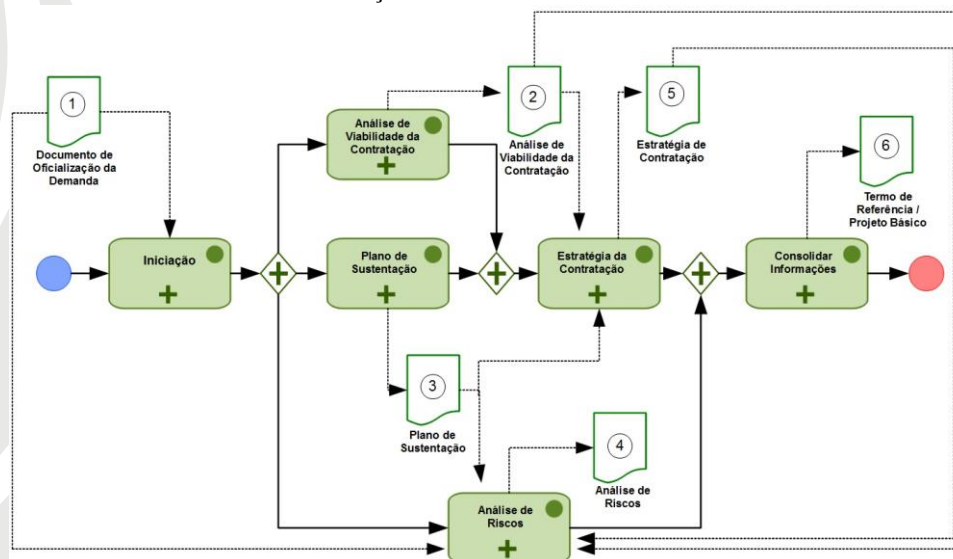 1
Documento de
Oficialização da
Demanda
Iniciação
Análise de
Viabilidade da
Contratação
2
Análise de
Viabilidade da
Contratação
5
Estratégia de
Contratação
6
Termo de
Referência /
Projeto Básico
Plano de
Sustentação
Estratégia da
Contratação
Consolidar
Informações
3
Plano de
Sustentação
4
Análise de
Riscos
Análise de
Riscos